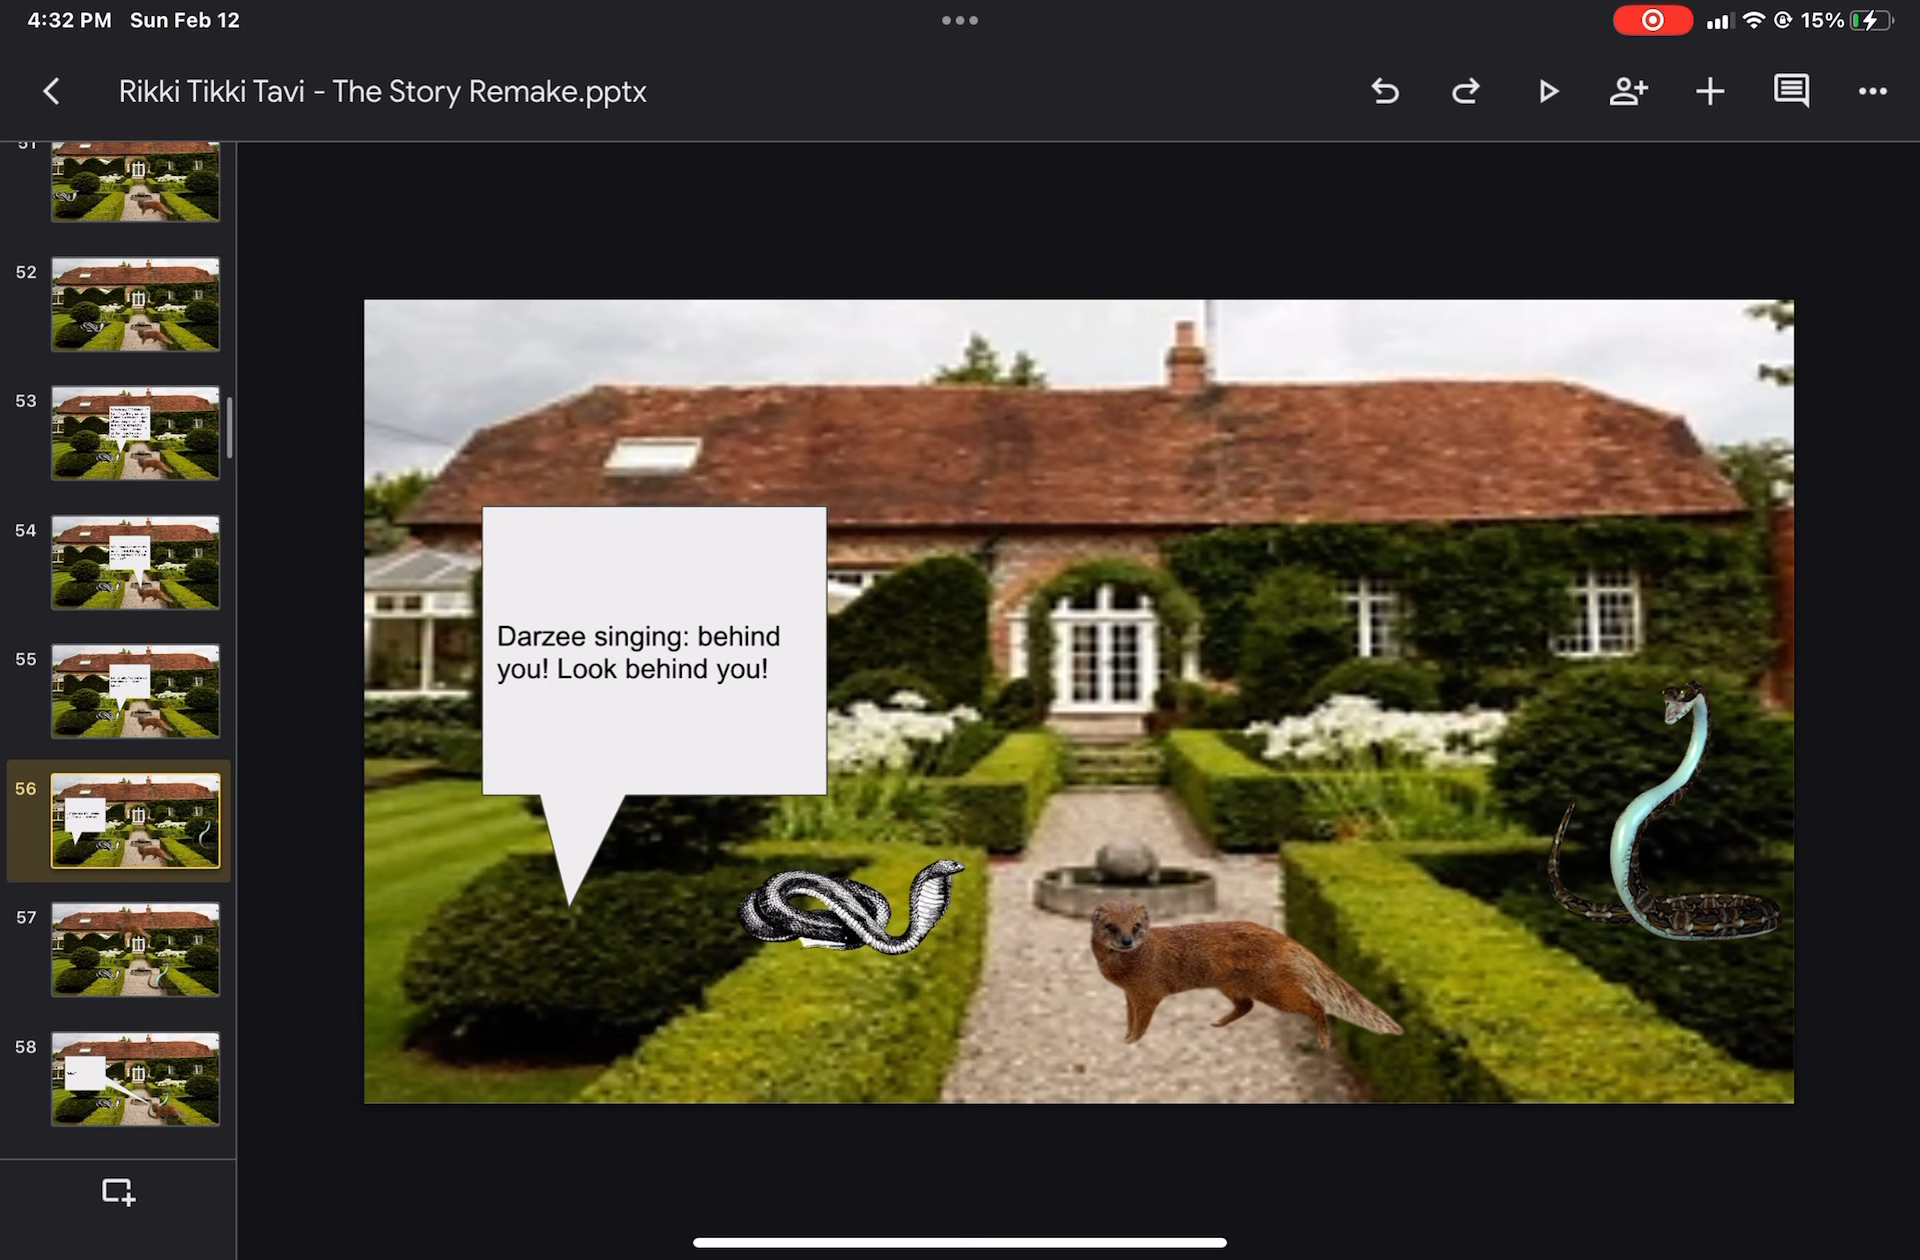 4:32 PM Sun Feb 12
15%
Rikki Tikki Tavi - The Story Remake.pptx
51
52
53
54
55
56
57
58
Darzee singing: behind
you! Look behind you!